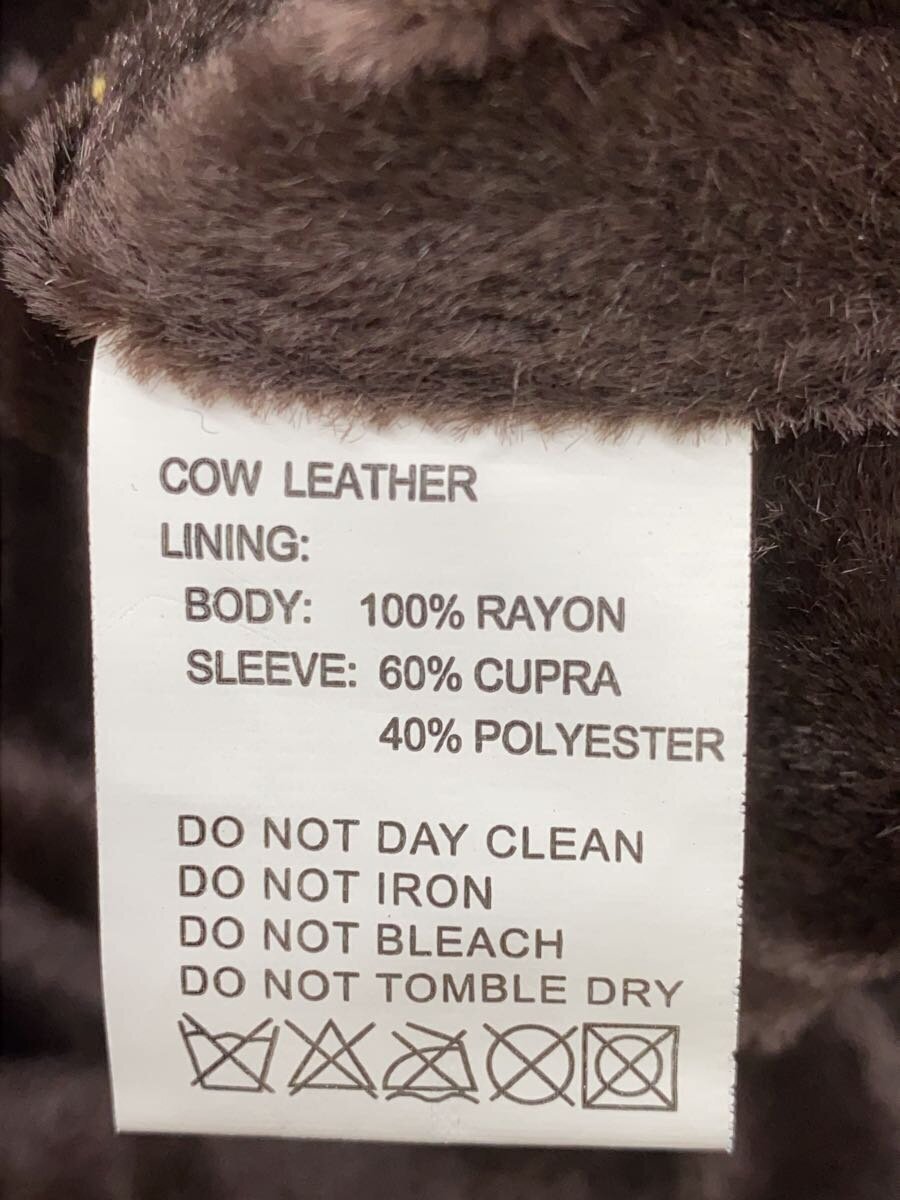 COW LEATHER
LINING:
BODY: 100% RAYON
SLEEVE: 60% CUPRA
40% POLYESTER
DO NOT DAY CLEAN
DO NOT IRON
DO NOT BLEACH
DO NOT TOMBLE DRY